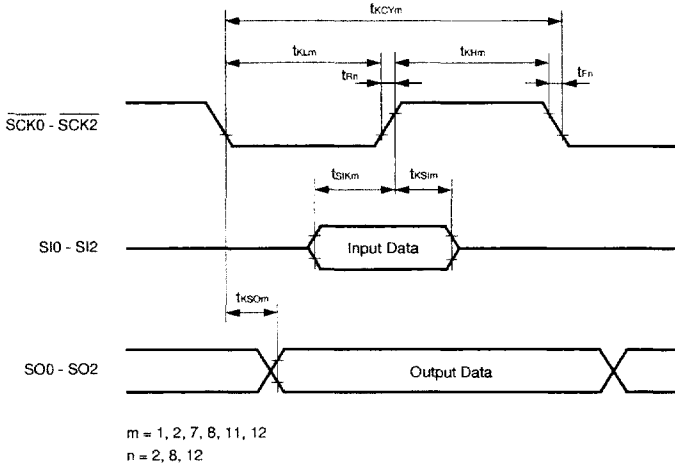 tKCYm
tKLm
tKHm
tRn
tFn
SCK0 - SCK2
tSIKm
tKSIm
SI0 - SI2
Input Data
tKSOm
SO0 - SO2
Output Data
m = 1, 2, 7, 8, 11, 12
n = 2, 8, 12